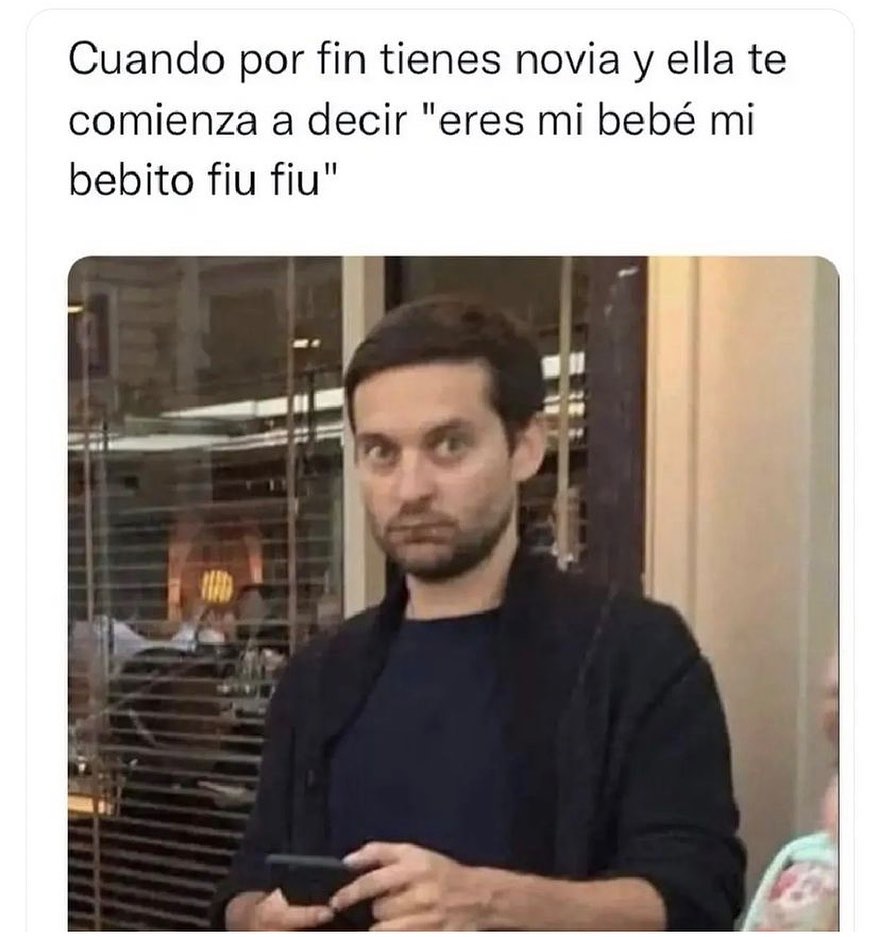 Cuando por fin tienes novia y ella te
comienza a decir "eres mi bebé mi
bebito fiu fiu"